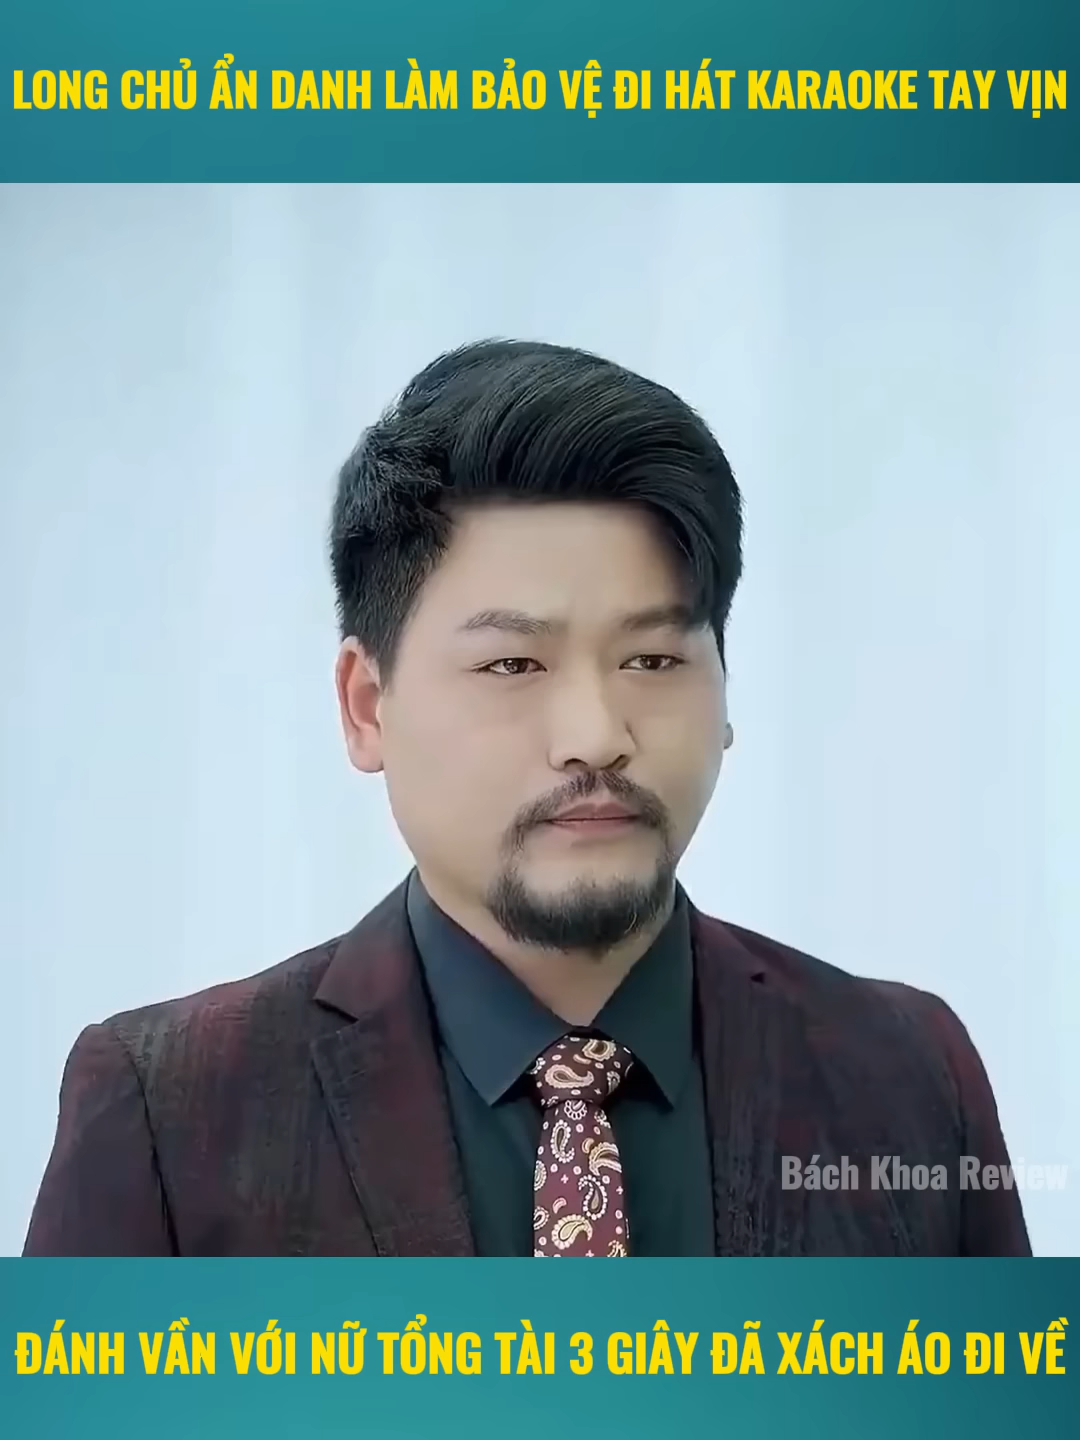 LONG CHỦ ẨN DANH LÀM BẢO VỆ ĐI HÁT KARAOKE TAY VỊN
Bách Khoa Review
ĐÁNH VẦN VỚI NỮ TỔNG TÀI 3 GIÂY ĐÃ XÁCH ÁO ĐI VỀ